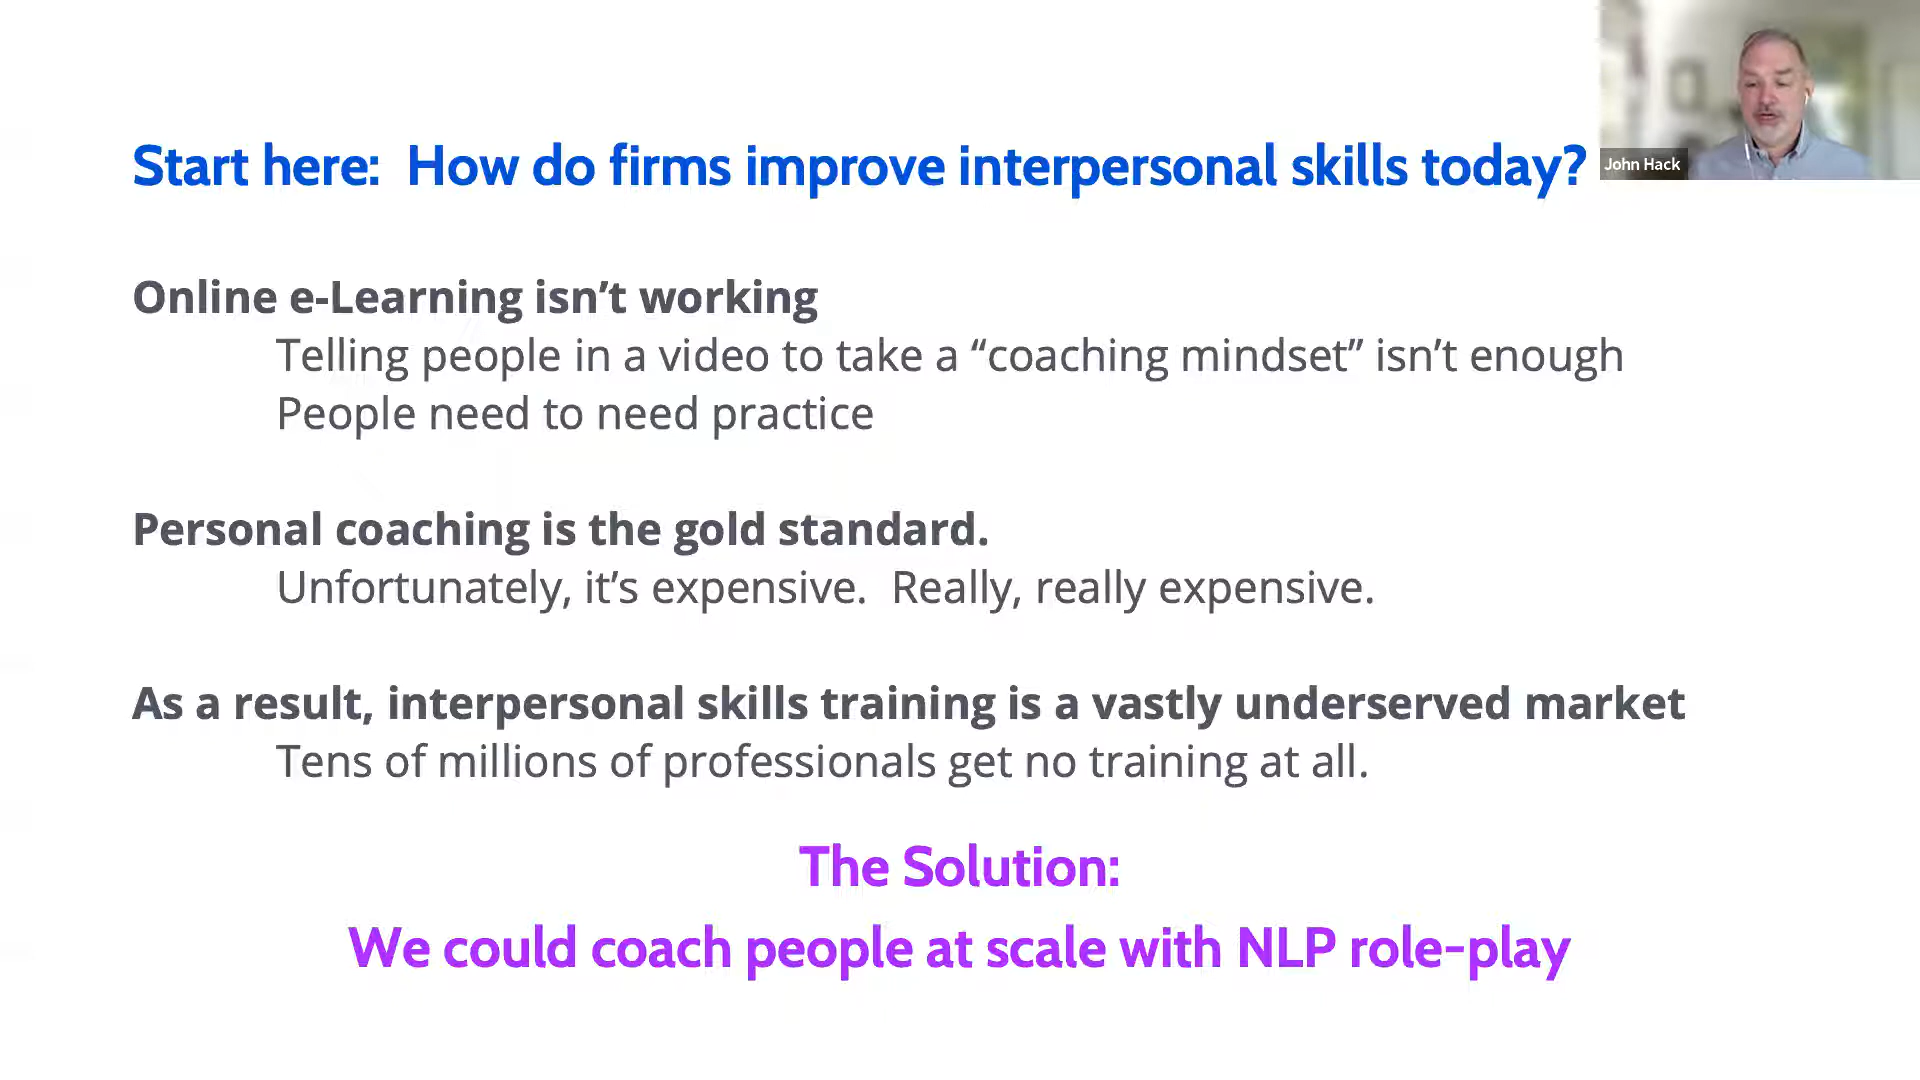 Start here: How do firms improve interpersonal skills today?
John Hack
Online e-Learning isn’t working
Telling people in a video to take a “coaching mindset” isn’t enough
People need to need practice
Personal coaching is the gold standard.
Unfortunately, it’s expensive. Really, really expensive.
As a result, interpersonal skills training is a vastly underserved market
Tens of millions of professionals get no training at all.
The Solution:
We could coach people at scale with NLP role-play